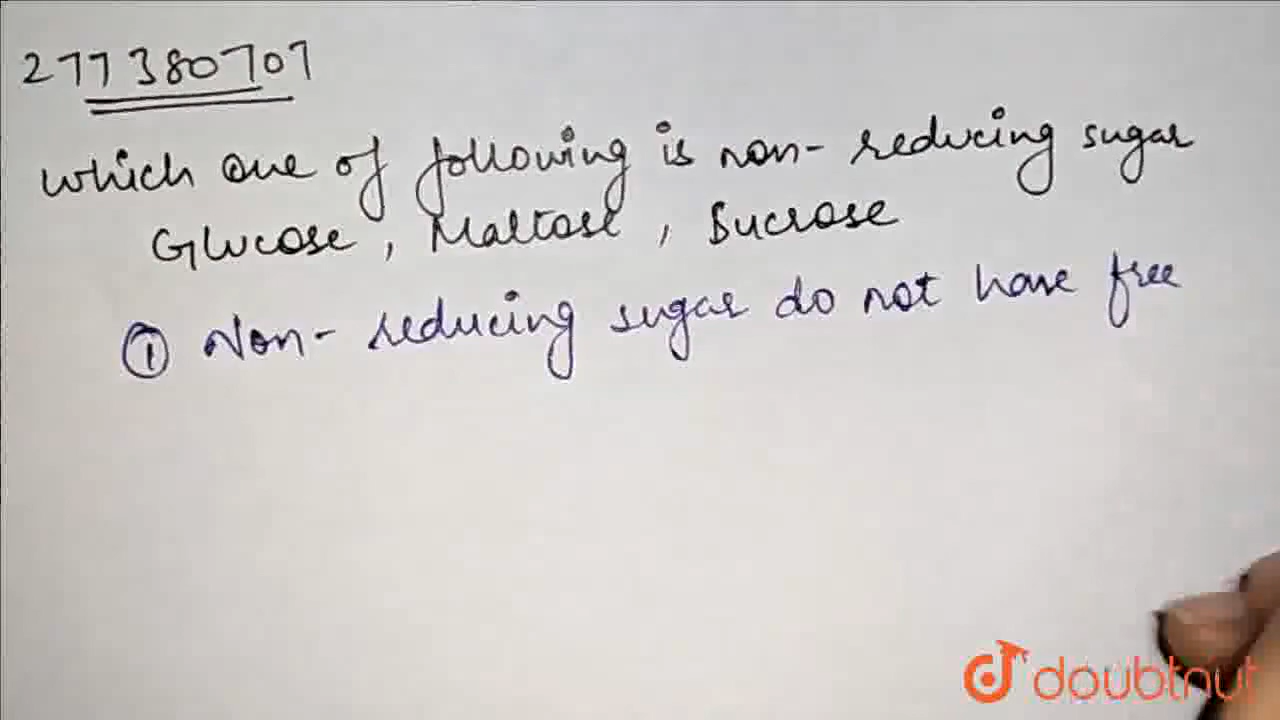 277380707
which one of following is non-reducing sugar
Glucose, Maltose, Sucrose
① Non-reducing sugar do not have free
doubtnut